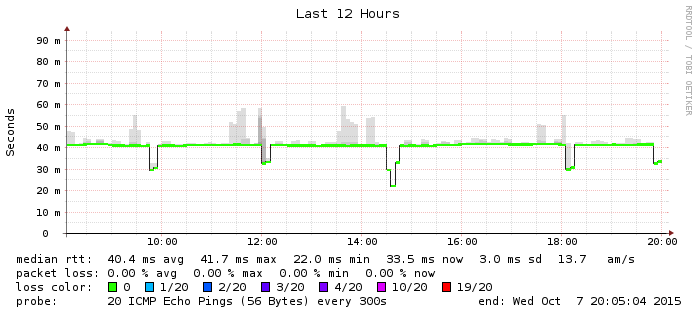 Last 12 Hours
RRDTOOL / TOBI OETIKER
Seconds
90 m
80 m
70 m
60 m
50 m
40 m
30 m
20 m
10 m
0
10:00 12:00 14:00 16:00 18:00 20:00
median rtt: 40.4 ms avg 41.7 ms max 22.0 ms min 33.5 ms now 3.0 ms sd 13.7 am/s
packet loss: 0.00 % avg 0.00 % max 0.00 % min 0.00 % now
loss color: 0 1/20 2/20 3/20 4/20 10/20 19/20
probe: 20 ICMP Echo Pings (56 Bytes) every 300s end: Wed Oct 7 20:05:04 2015